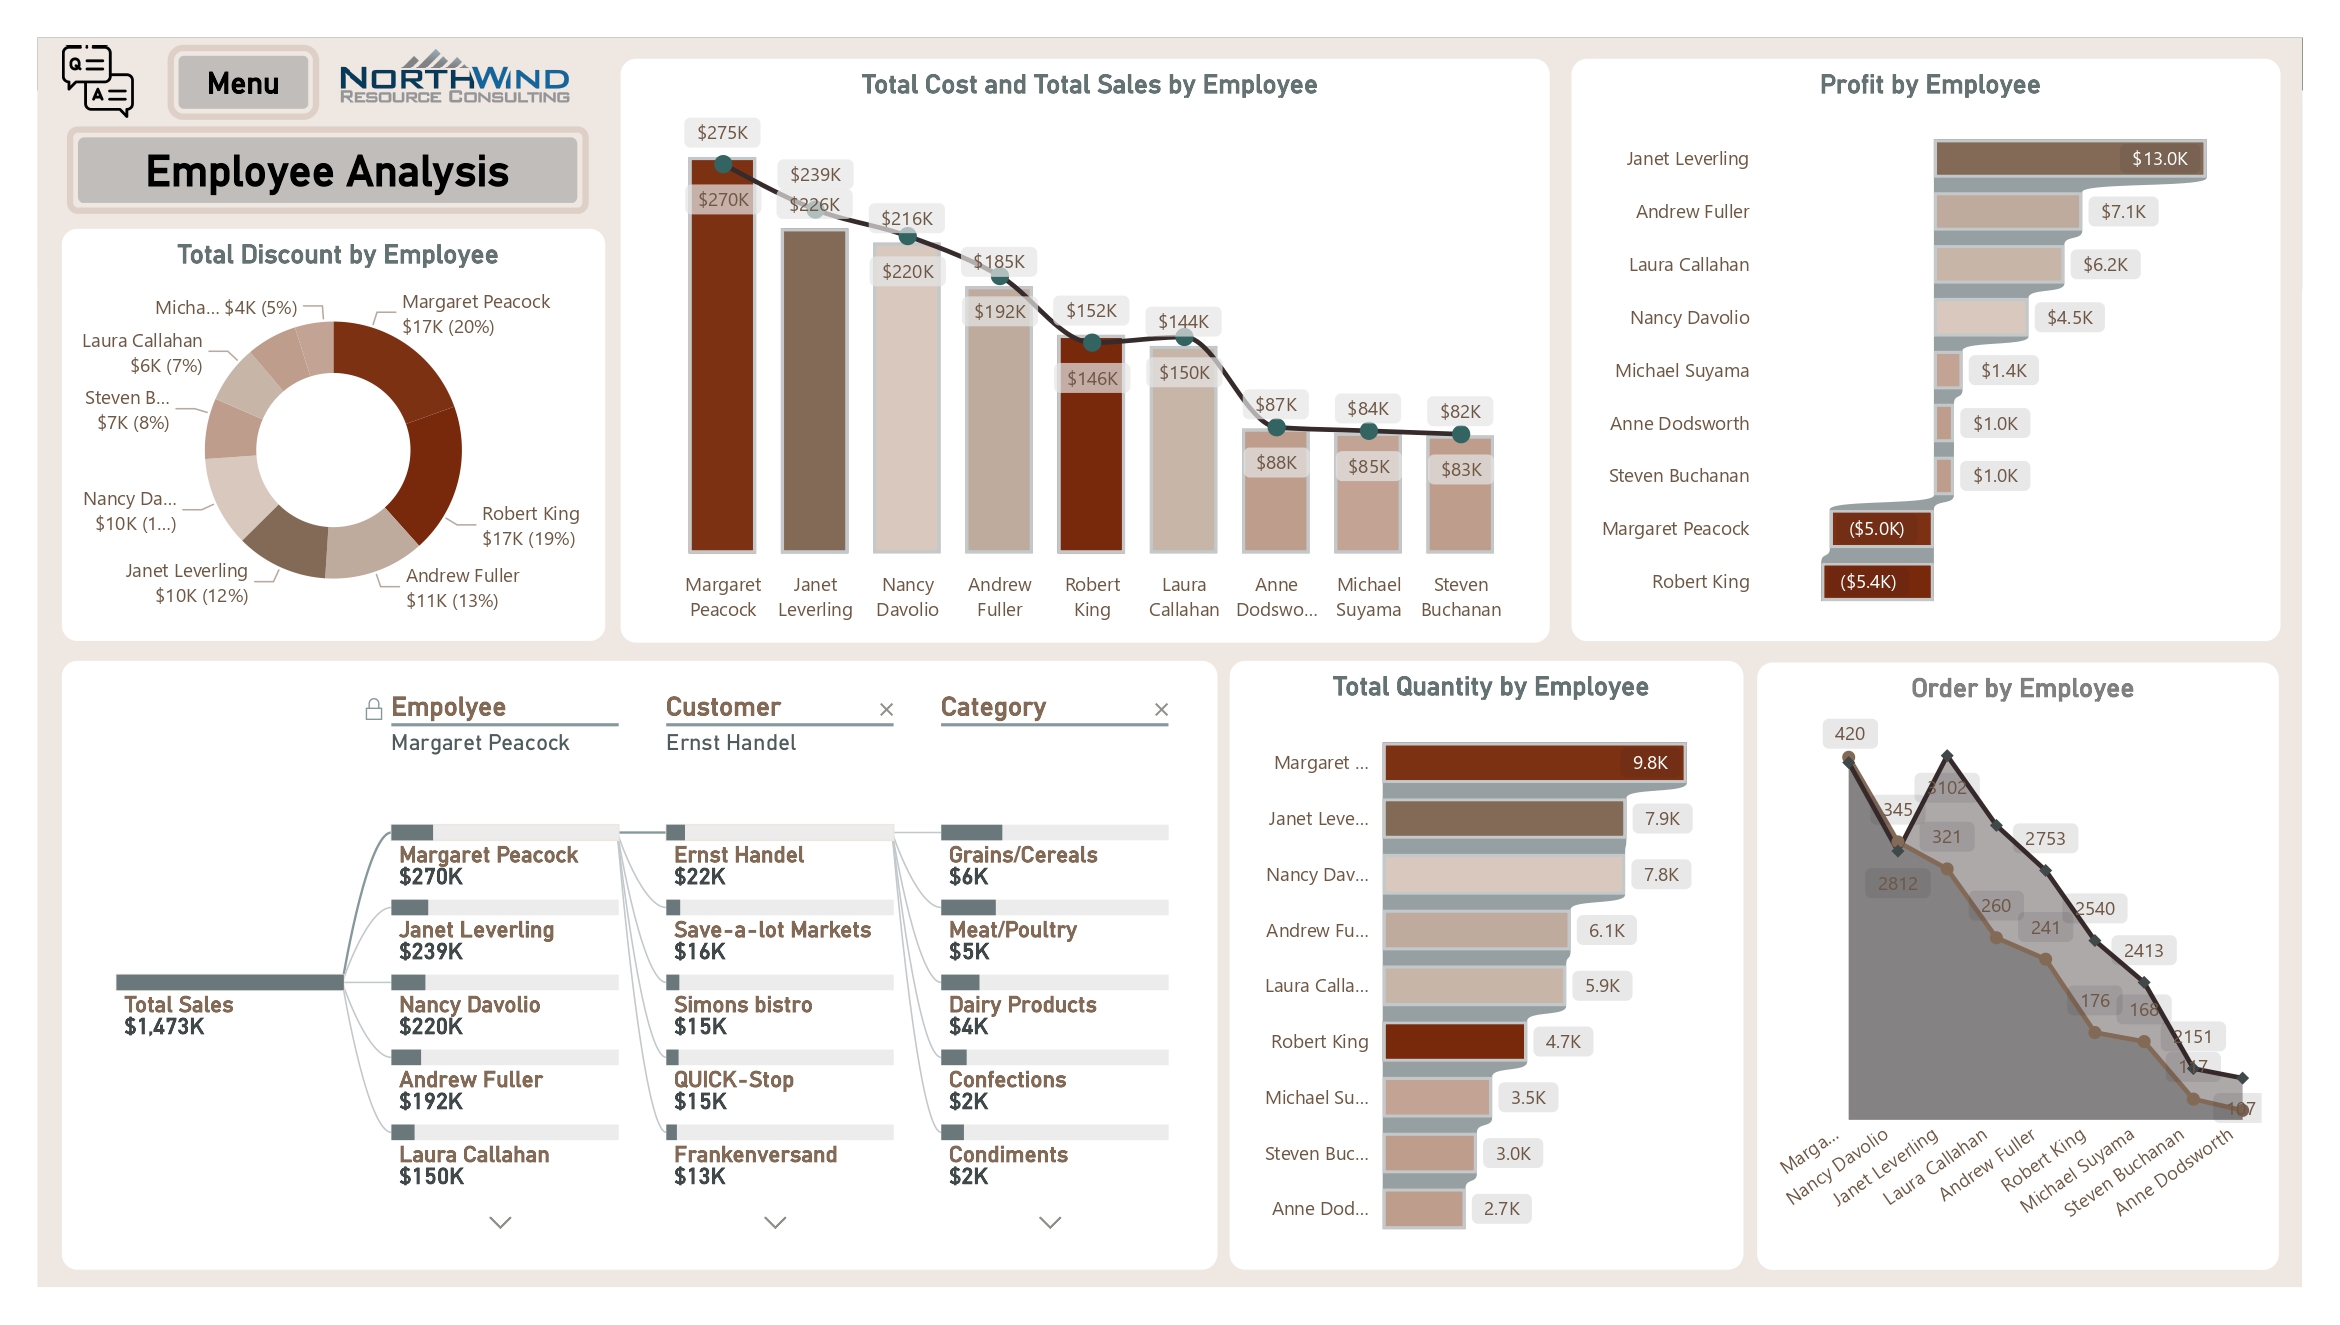 Q
A
Menu
NORTHWIND
RESOURCE CONSULTING
Employee Analysis
Total Discount by Employee
Micha... $4K (5%)
Margaret Peacock
$17K (20%)
Laura Callahan
$6K (7%)
Steven B...
$7K (8%)
Nancy Da...
$10K (1...)
Robert King
$17K (19%)
Janet Leverling
$10K (12%)
Andrew Fuller
$11K (13%)
Total Cost and Total Sales by Employee
$275K
$239K
$270K
$226K
$216K
$220K
$185K
$192K
$152K
$144K
$146K
$150K
$87K
$84K
$82K
$88K
$85K
$83K
Margaret
Peacock
Janet
Leverling
Nancy
Davolio
Andrew
Fuller
Robert
King
Laura
Callahan
Anne
Dodswo...
Michael
Suyama
Steven
Buchanan
Profit by Employee
Janet Leverling $13.0K
Andrew Fuller $7.1K
Laura Callahan $6.2K
Nancy Davolio $4.5K
Michael Suyama $1.4K
Anne Dodsworth $1.0K
Steven Buchanan $1.0K
Margaret Peacock ($5.0K)
Robert King ($5.4K)
Empolyee
Margaret Peacock
Customer
Ernst Handel
Category
Total Sales
$1,473K
Margaret Peacock
$270K
Janet Leverling
$239K
Nancy Davolio
$220K
Andrew Fuller
$192K
Laura Callahan
$150K
Ernst Handel
$22K
Save-a-lot Markets
$16K
Simons bistro
$15K
QUICK-Stop
$15K
Frankenversand
$13K
Grains/Cereals
$6K
Meat/Poultry
$5K
Dairy Products
$4K
Confections
$2K
Condiments
$2K
Total Quantity by Employee
Margaret ... 9.8K
Janet Leve... 7.9K
Nancy Dav... 7.8K
Andrew Fu... 6.1K
Laura Calla... 5.9K
Robert King 4.7K
Michael Su... 3.5K
Steven Buc... 3.0K
Anne Dod... 2.7K
Order by Employee
420
3102
345
321
2753
2812
260
2540
241
2413
176
168
2151
117
107
Marga...
Nancy Davolio
Janet Leverling
Laura Callahan
Andrew Fuller
Robert King
Michael Suyama
Steven Buchanan
Anne Dodsworth